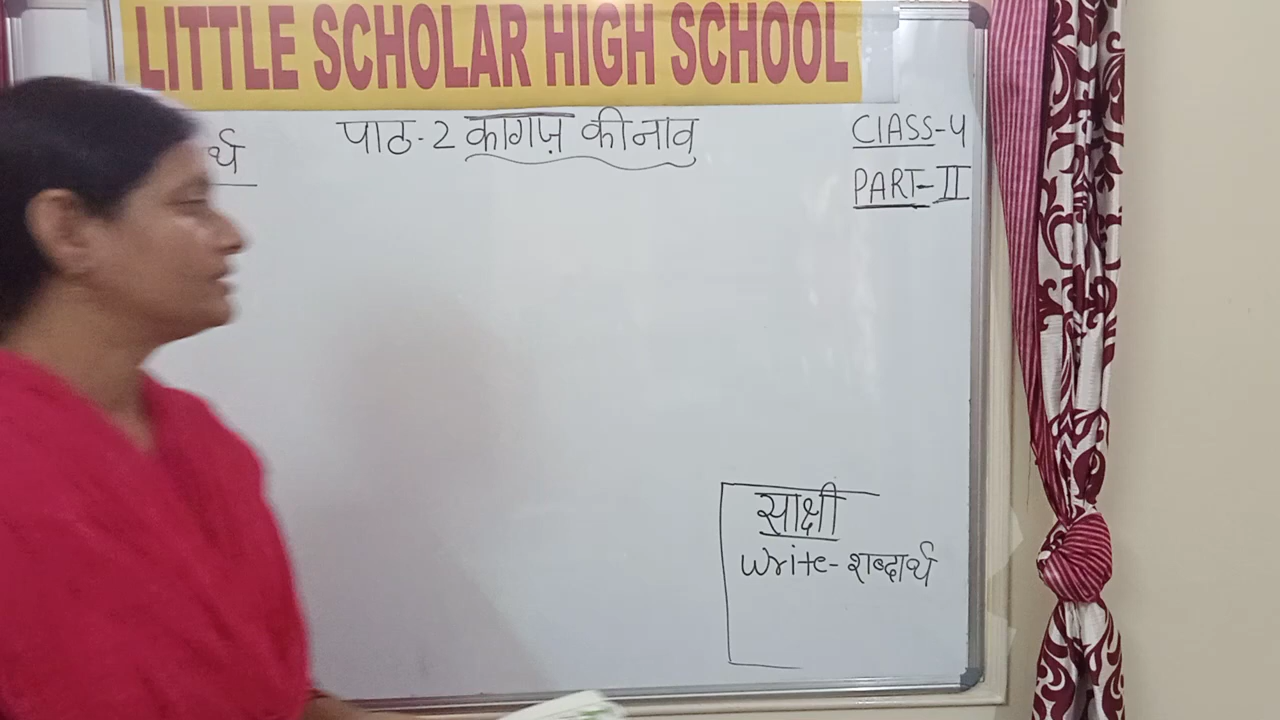 LITTLE SCHOLAR HIGH SCHOOL
पाठ-2 कागज़ की नाव
CLASS-4
PART-II
साक्षी
Write-शब्दार्थ